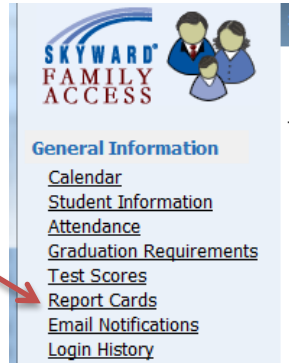 SKYWARD®
FAMILY
ACCESS
General Information
Calendar
Student Information
Attendance
Graduation Requirements
Test Scores
Report Cards
Email Notifications
Login History